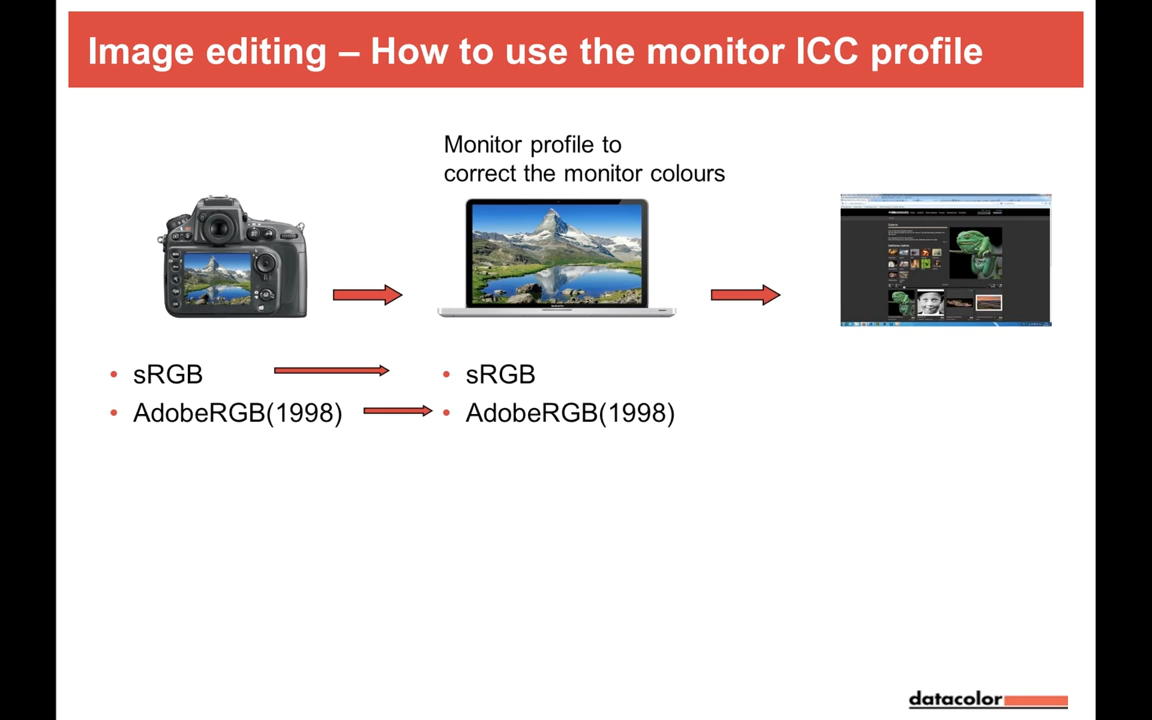 Image editing – How to use the monitor ICC profile
Monitor profile to
correct the monitor colours
• sRGB
• AdobeRGB(1998)
• sRGB
• AdobeRGB(1998)
datacolor